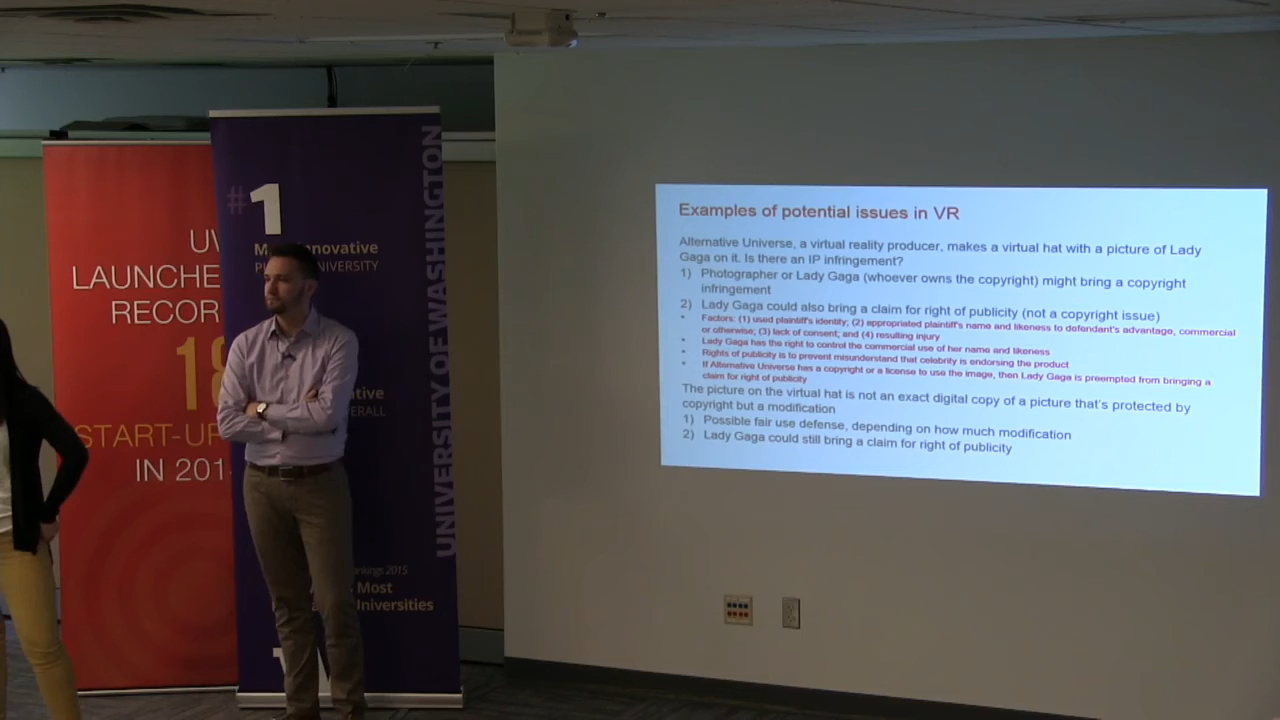 UW
LAUNCHE
RECOR
18
START-UP
IN 201
#1
Most Innovative
PUBLIC UNIVERSITY
UNIVERSITY OF WASHINGTON
ative
ERALL
ankings 2015
Most
Universities
Examples of potential issues in VR
Alternative Universe, a virtual reality producer, makes a virtual hat with a picture of Lady
Gaga on it. Is there an IP infringement?
1) Photographer or Lady Gaga (whoever owns the copyright) might bring a copyright
infringement
2) Lady Gaga could also bring a claim for right of publicity (not a copyright issue)
• Factors: (1) used plaintiff's identity; (2) appropriated plaintiff's name and likeness to defendant's advantage, commercial
or otherwise; (3) lack of consent; and (4) resulting injury
• Lady Gaga has the right to control the commercial use of her name and likeness
• Rights of publicity is to prevent misunderstand that celebrity is endorsing the product
• If Alternative Universe has a copyright or a license to use the image, then Lady Gaga is preempted from bringing a
claim for right of publicity
The picture on the virtual hat is not an exact digital copy of a picture that's protected by
copyright but a modification
1) Possible fair use defense, depending on how much modification
2) Lady Gaga could still bring a claim for right of publicity